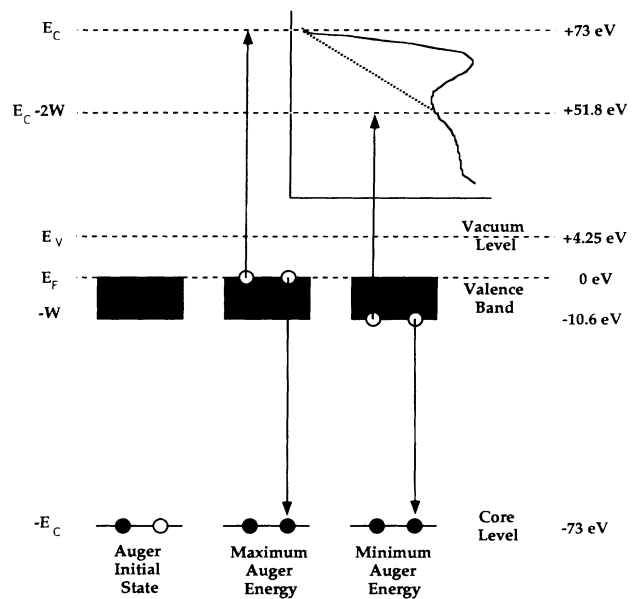 E_C +73 eV
E_C -2W +51.8 eV
E_V Vacuum Level +4.25 eV
E_F 0 eV
Valence Band
-W -10.6 eV
-E_C Core Level -73 eV
Auger Initial State
Maximum Auger Energy
Minimum Auger Energy